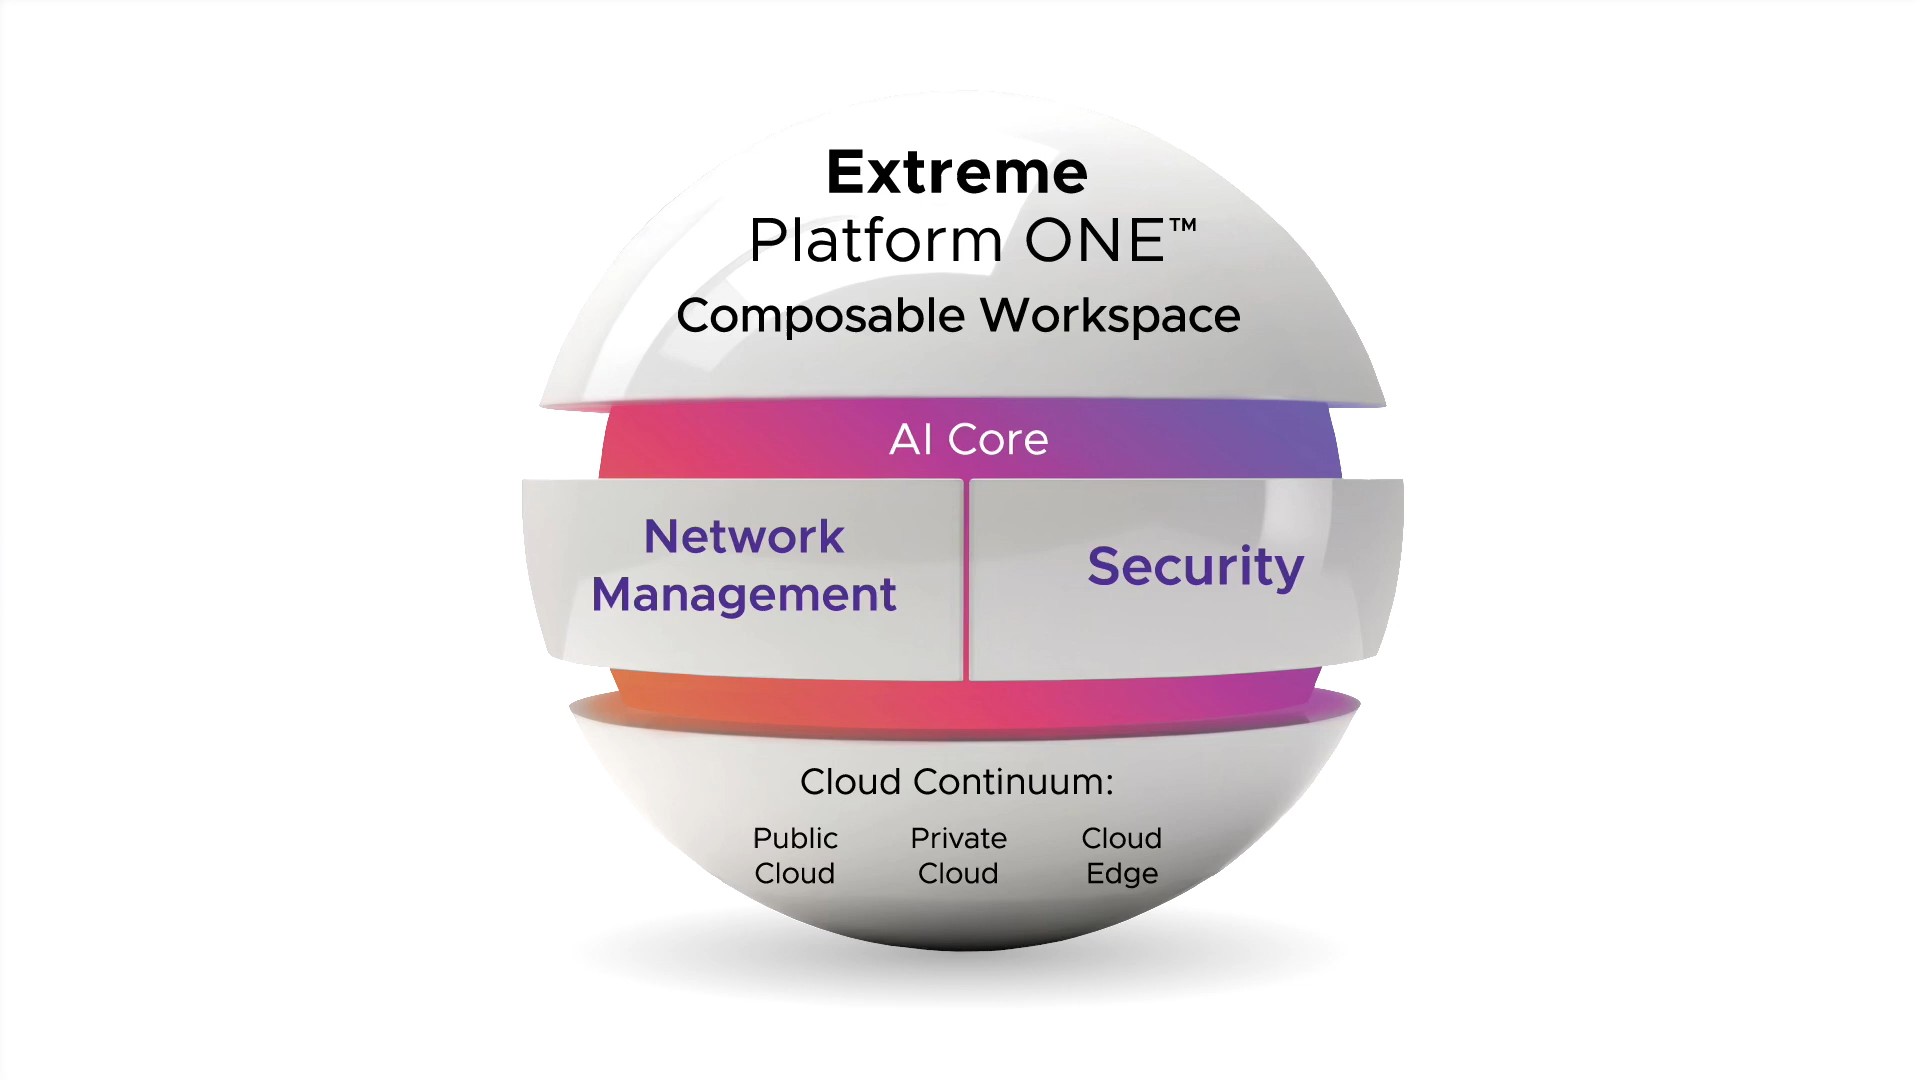 Extreme
Platform ONE™
Composable Workspace
AI Core
Network
Management
Security
Cloud Continuum:
Public
Cloud
Private
Cloud
Cloud
Edge